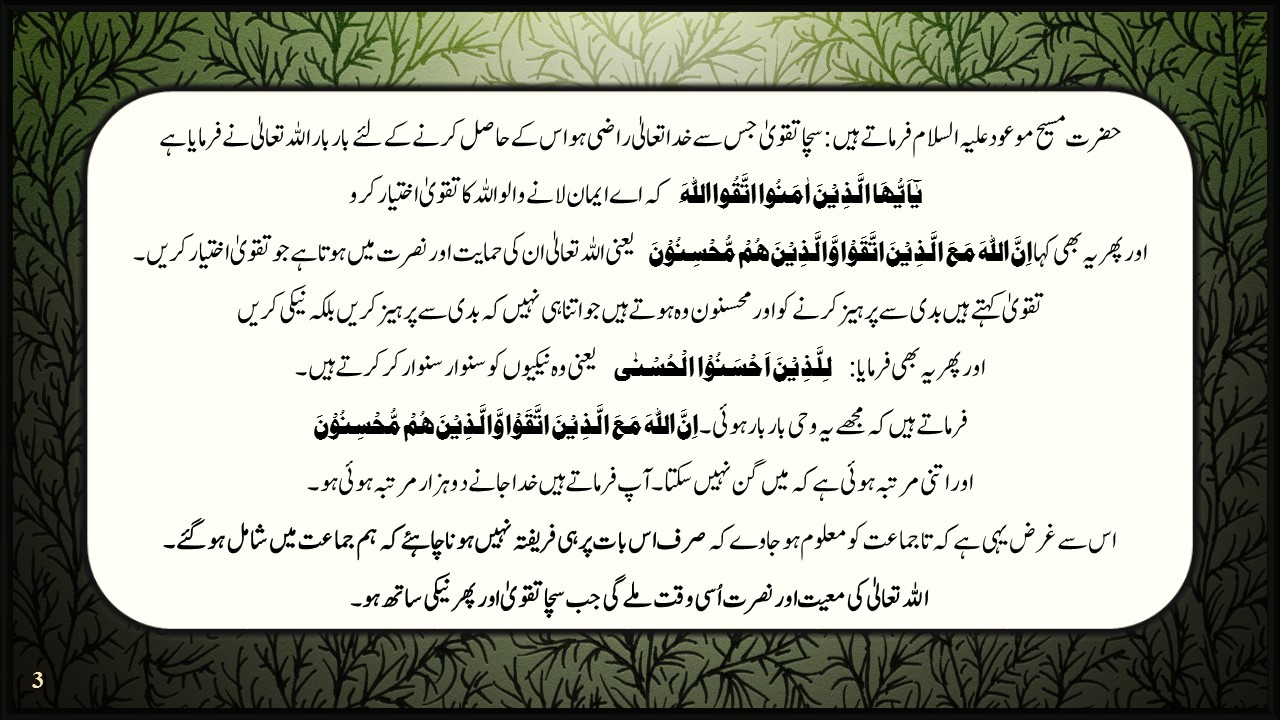 حضرت مسیح موعود علیہ السلام فرماتے ہیں: سچا تقویٰ جس سے خدا تعالیٰ راضی ہو اس کے حاصل کرنے کے لئے بار بار اللہ تعالیٰ نے فرمایا ہے
یٰۤاَیُّھَا الَّذِیْنَ اٰمَنُوا اتَّقُوا اللّٰہَ کہ اے ایمان لانے والو اللہ کا تقویٰ اختیار کرو
اور پھر یہ بھی کہا اِنَّ اللّٰہَ مَعَ الَّذِیْنَ اتَّقَوْا وَّالَّذِیْنَ ھُمْ مُّحْسِنُوْنَ یعنی اللہ تعالیٰ ان کی حمایت اور نصرت میں ہوتا ہے جو تقویٰ اختیار کریں۔
تقویٰ کہتے ہیں بدی سے پرہیز کرنے کو اور محسنون وہ ہوتے ہیں جو اتنا ہی نہیں کہ بدی سے پرہیز کریں بلکہ نیکی کریں
اور پھر یہ بھی فرمایا: لِلَّذِیْنَ اَحْسَنُوْا الْحُسْنٰی یعنی وہ نیکیوں کو سنوار سنوار کر کرتے ہیں۔
فرماتے ہیں کہ مجھے یہ وحی بار بار ہوئی۔ اِنَّ اللّٰہَ مَعَ الَّذِیْنَ اتَّقَوْا وَّالَّذِیْنَ ھُمْ مُّحْسِنُوْنَ
اور اتنی مرتبہ ہوئی ہے کہ میں گن نہیں سکتا۔ آپ فرماتے ہیں خدا جانے دو ہزار مرتبہ ہوئی ہو۔
اس سے غرض یہی ہے کہ تا جماعت کو معلوم ہو جاوے کہ صرف اس بات پر ہی فریفتہ نہیں ہونا چاہئے کہ ہم جماعت میں شامل ہو گئے۔
اللہ تعالیٰ کی معیت اور نصرت اُسی وقت ملے گی جب سچا تقویٰ اور پھر نیکی ساتھ ہو۔
3